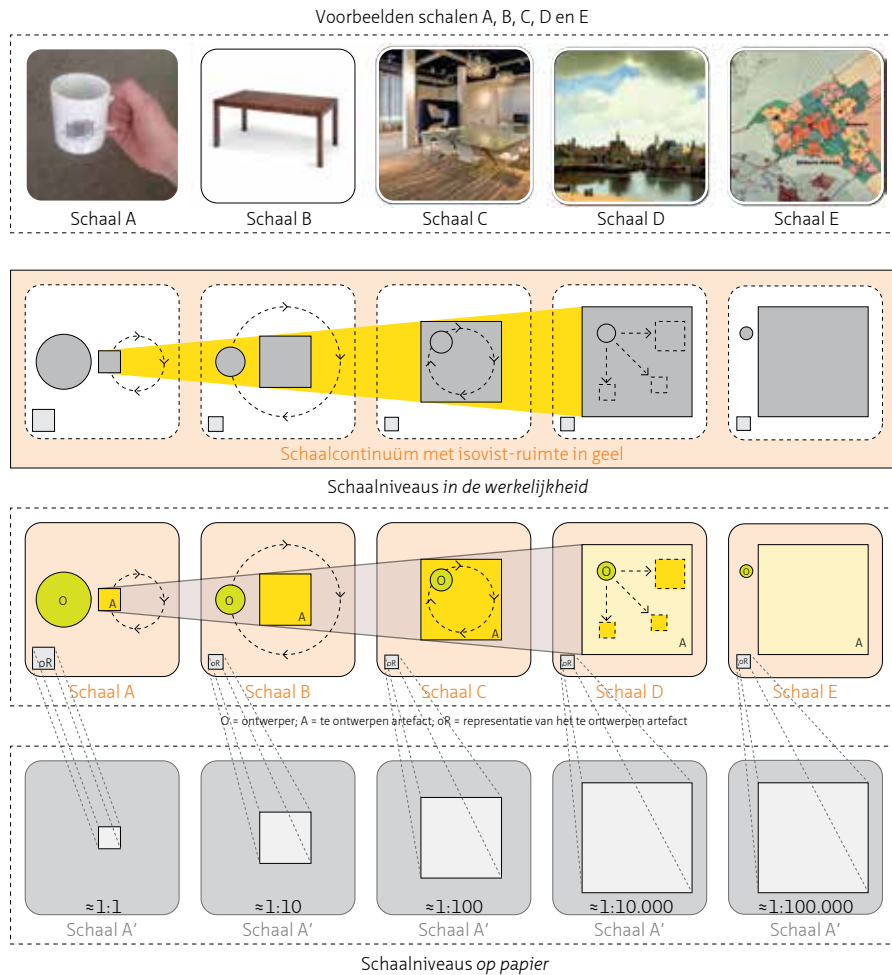 Voorbeelden schalen A, B, C, D en E
Schaal A
Schaal B
Schaal C
Schaal D
Schaal E
Schaalcontinuüm met isovist-ruimte in geel
Schaalniveaus in de werkelijkheid
O
A
oR
Schaal A
O
A
oR
Schaal B
O
A
oR
Schaal C
O
A
oR
Schaal D
O
A
oR
Schaal E
O = ontwerper; A = te ontwerpen artefact; oR = representatie van het te ontwerpen artefact
≈1:1
Schaal A'
≈1:10
Schaal A'
≈1:100
Schaal A'
≈1:10.000
Schaal A'
≈1:100.000
Schaal A'
Schaalniveaus op papier